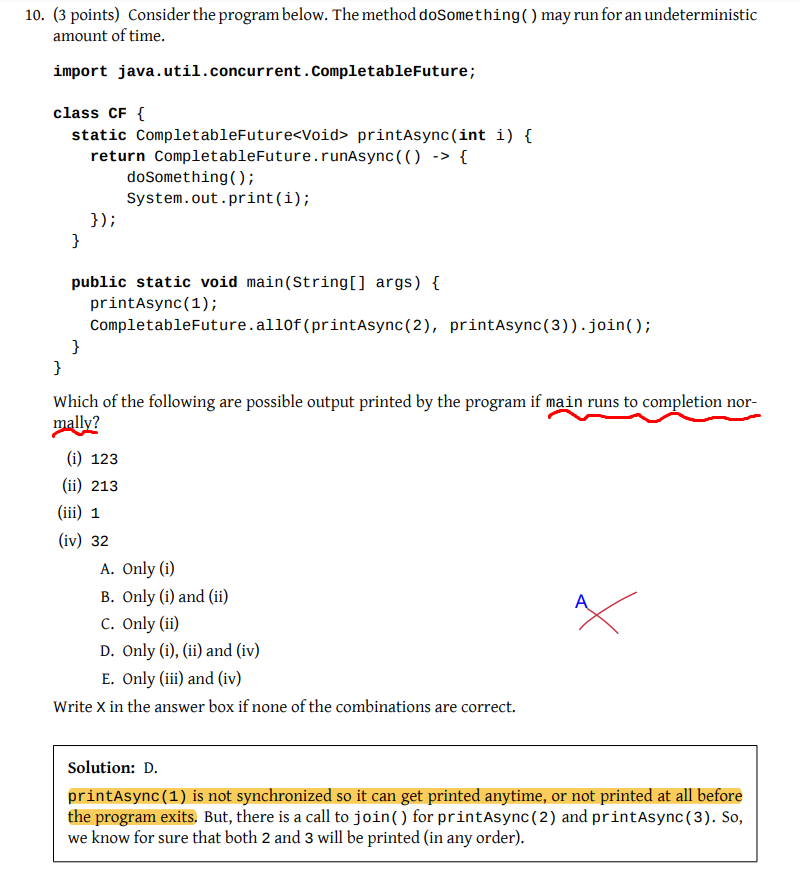 10. (3 points) Consider the program below. The method doSomething() may run for an undeterministic
amount of time.
import java.util.concurrent.CompletableFuture;
class CF {
static CompletableFuture<Void> printAsync(int i) {
return CompletableFuture.runAsync(() -> {
doSomething();
System.out.print(i);
});
}
public static void main(String[] args) {
printAsync(1);
CompletableFuture.allOf(printAsync(2), printAsync(3)).join();
}
}
Which of the following are possible output printed by the program if main runs to completion nor-
mally?
(i) 123
(ii) 213
(iii) 1
(iv) 32
A. Only (i)
B. Only (i) and (ii)
C. Only (ii)
D. Only (i), (ii) and (iv)
E. Only (iii) and (iv)
A
Write X in the answer box if none of the combinations are correct.
Solution: D.
printAsync(1) is not synchronized so it can get printed anytime, or not printed at all before
the program exits. But, there is a call to join() for printAsync(2) and printAsync(3). So,
we know for sure that both 2 and 3 will be printed (in any order).